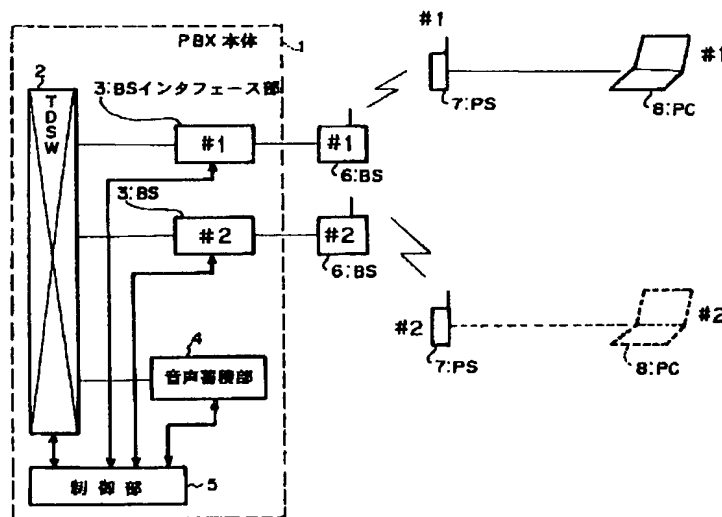 PBX本体
1
2
TDSW
3:BSインタフェース部
#1
#1
6:BS
#1
7:PS
#1
8:PC
3:BS
#2
#2
6:BS
#2
7:PS
#2
8:PC
4
音声蓄積部
制御部
5